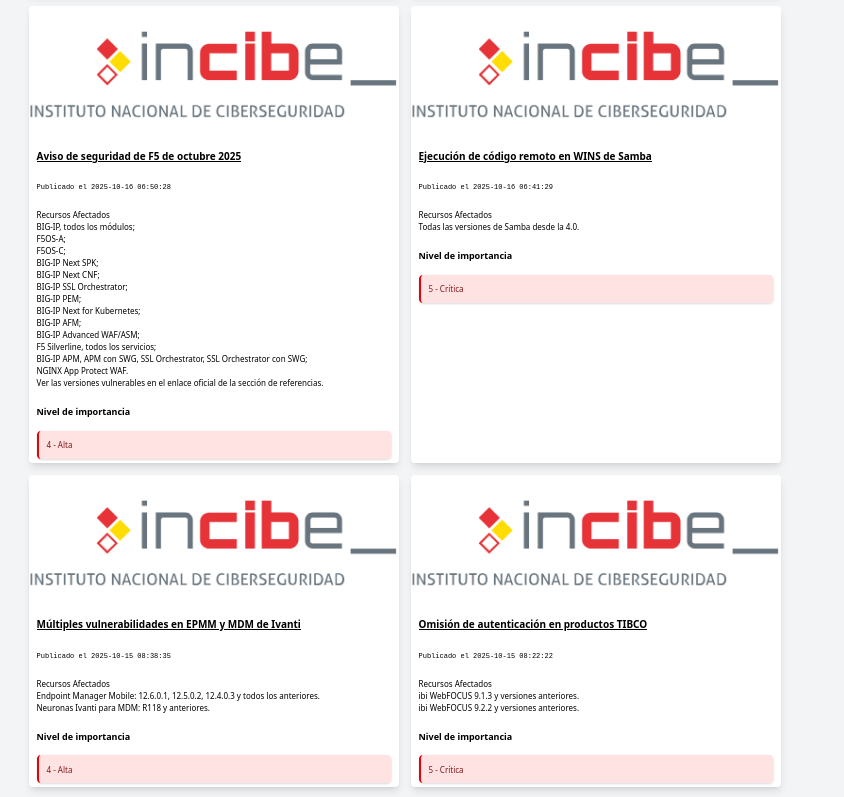 incibe_
INSTITUTO NACIONAL DE CIBERSEGURIDAD
Aviso de seguridad de F5 de octubre 2025
Publicado el 2025-10-16 06:50:28
Recursos Afectados
BIG-IP, todos los módulos;
F5OS-A;
F5OS-C;
BIG-IP Next SPK;
BIG-IP Next CNF;
BIG-IP SSL Orchestrator;
BIG-IP PEM;
BIG-IP Next for Kubernetes;
BIG-IP AFM;
BIG-IP Advanced WAF/ASM;
F5 Silverline, todos los servicios;
BIG-IP APM, APM con SWG, SSL Orchestrator, SSL Orchestrator con SWG;
NGINX App Protect WAF.
Ver las versiones vulnerables en el enlace oficial de la sección de referencias.
Nivel de importancia
4 - Alta
incibe_
INSTITUTO NACIONAL DE CIBERSEGURIDAD
Ejecución de código remoto en WINS de Samba
Publicado el 2025-10-16 06:41:29
Recursos Afectados
Todas las versiones de Samba desde la 4.0.
Nivel de importancia
5 - Crítica
incibe_
INSTITUTO NACIONAL DE CIBERSEGURIDAD
Múltiples vulnerabilidades en EPMM y MDM de Ivanti
Publicado el 2025-10-15 08:38:35
Recursos Afectados
Endpoint Manager Mobile: 12.6.0.1, 12.5.0.2, 12.4.0.3 y todos los anteriores.
Neuronas Ivanti para MDM: R118 y anteriores.
Nivel de importancia
4 - Alta
incibe_
INSTITUTO NACIONAL DE CIBERSEGURIDAD
Omisión de autenticación en productos TIBCO
Publicado el 2025-10-15 08:22:22
Recursos Afectados
ibi WebFOCUS 9.1.3 y versiones anteriores.
ibi WebFOCUS 9.2.2 y versiones anteriores.
Nivel de importancia
5 - Crítica